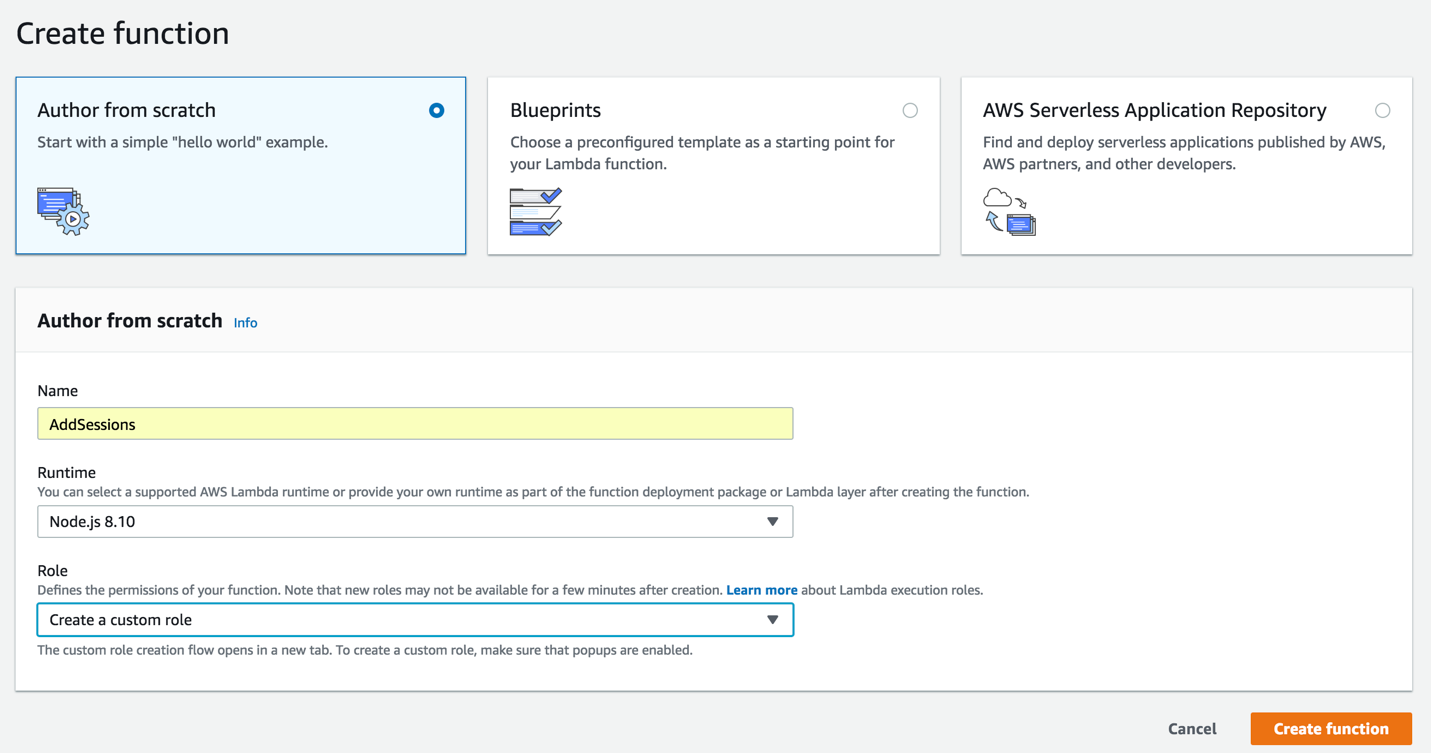 Create function
Author from scratch
Start with a simple "hello world" example.
Blueprints
Choose a preconfigured template as a starting point for
your Lambda function.
AWS Serverless Application Repository
Find and deploy serverless applications published by AWS,
AWS partners, and other developers.
Author from scratch Info
Name
AddSessions
Runtime
You can select a supported AWS Lambda runtime or provide your own runtime as part of the function deployment package or Lambda layer after creating the function.
Node.js 8.10
Role
Defines the permissions of your function. Note that new roles may not be available for a few minutes after creation. Learn more about Lambda execution roles.
Create a custom role
The custom role creation flow opens in a new tab. To create a custom role, make sure that popups are enabled.
Cancel Create function